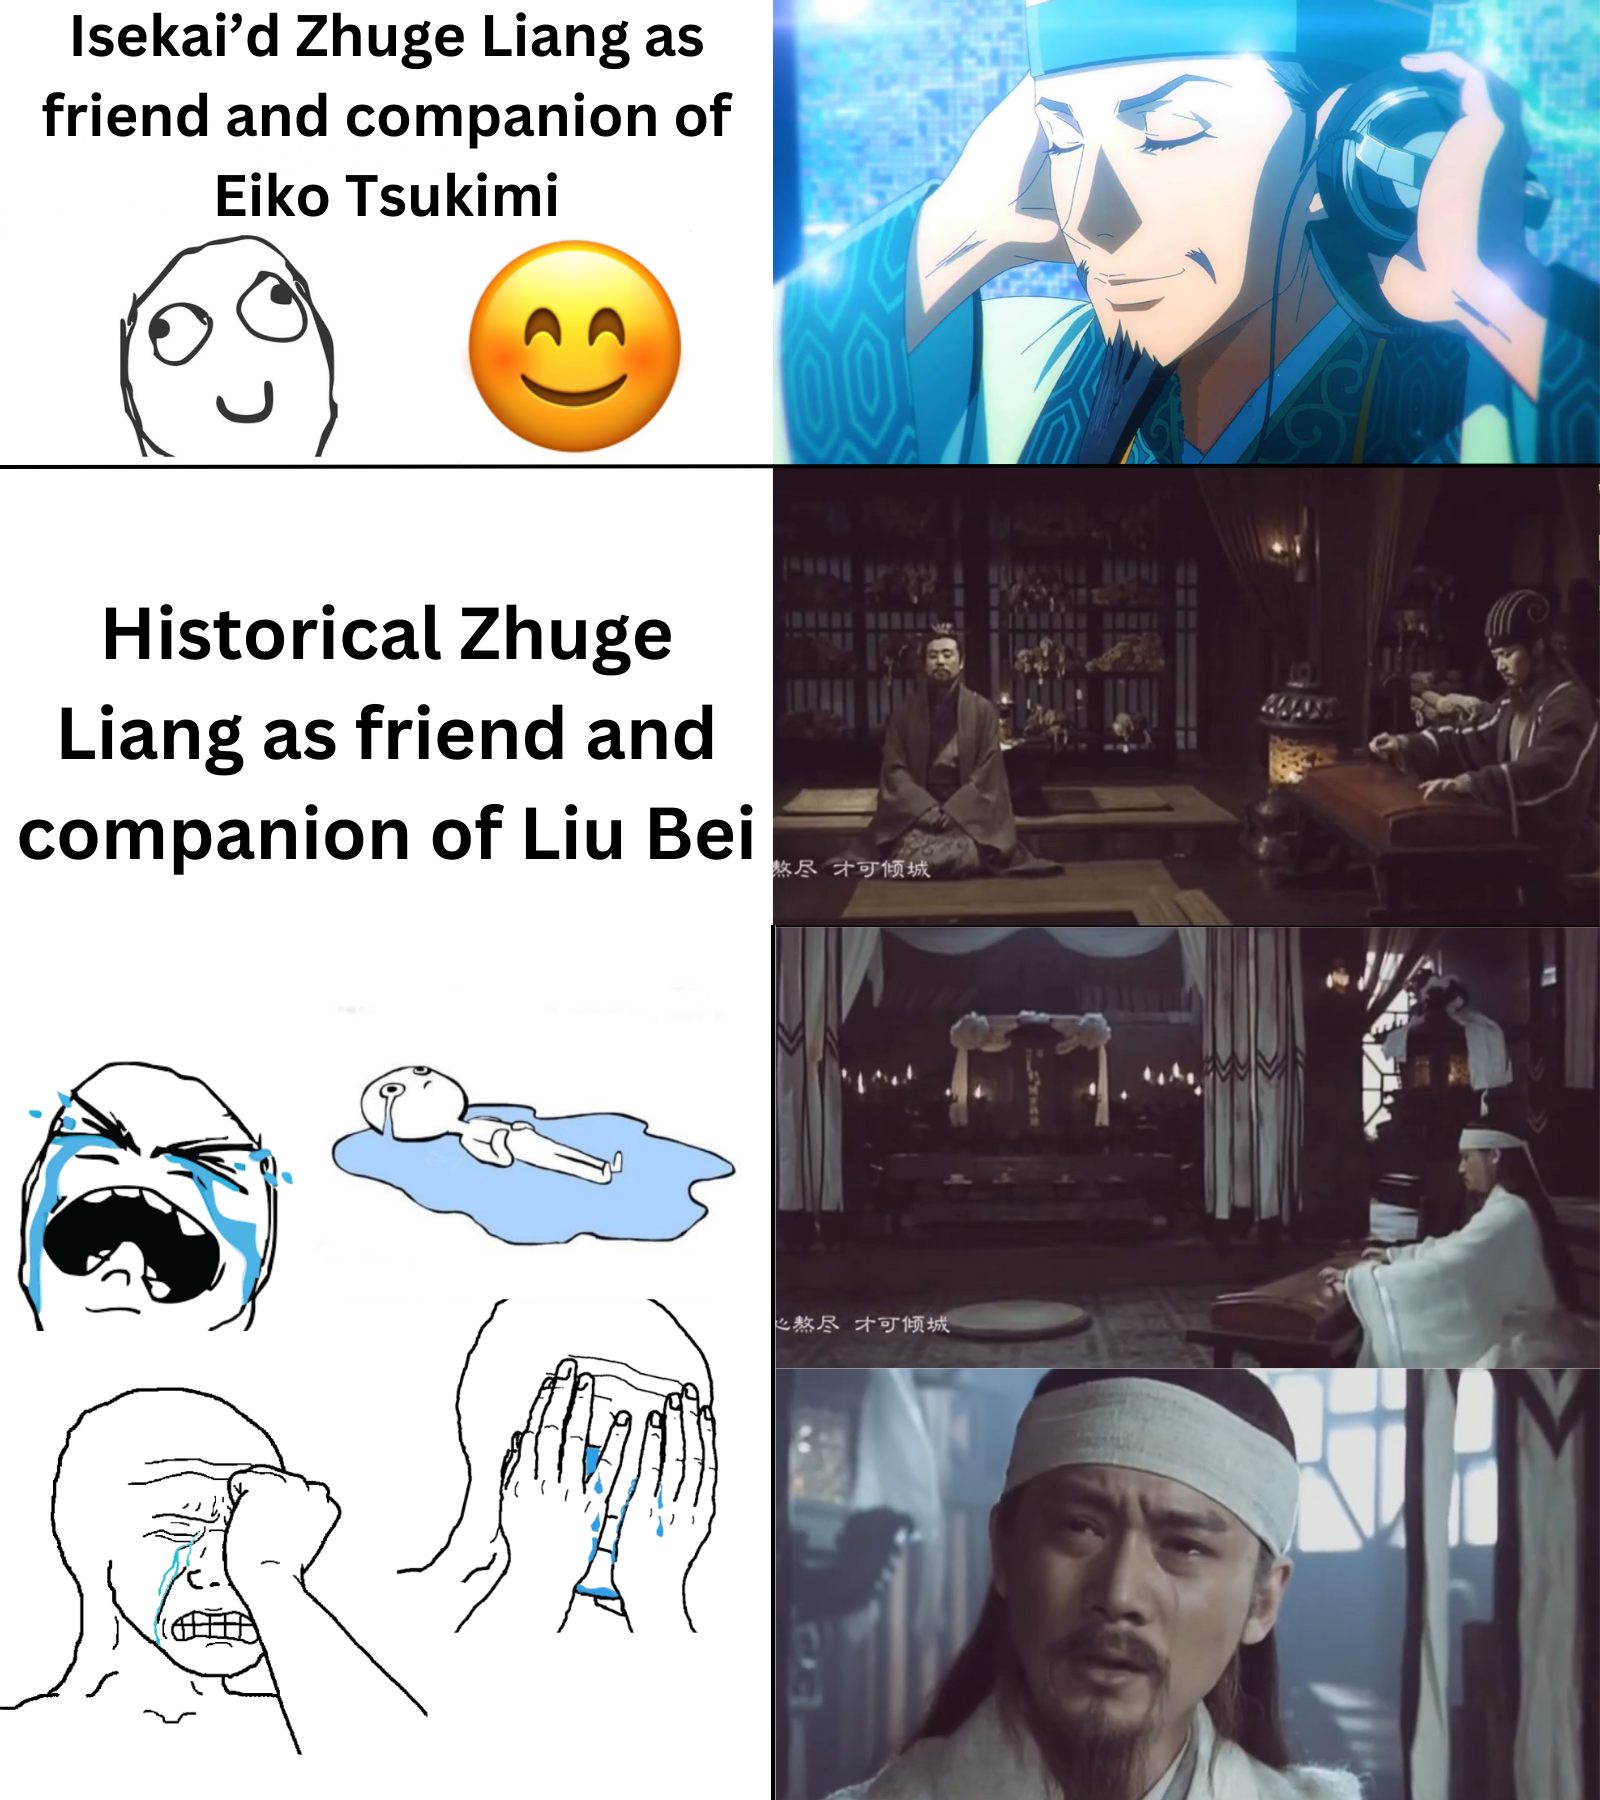 Isekai’d Zhuge Liang as
friend and companion of
Eiko Tsukimi
Historical Zhuge
Liang as friend and
companion of Liu Bei
熬尽 才可倾城
心熬尽 才可倾城